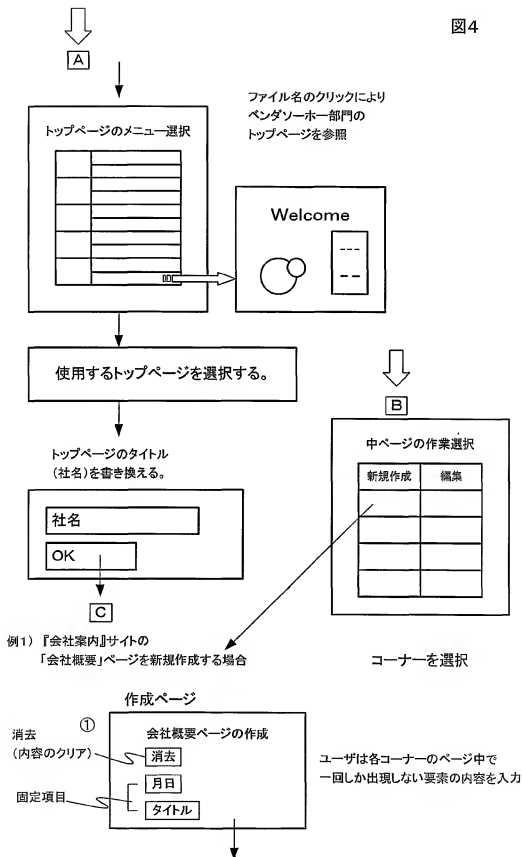 図4
A
トップページのメニュー選択
ファイル名のクリックにより
ベンダソーホー部門の
トップページを参照
Welcome
使用するトップページを選択する。
トップページのタイトル
(社名)を書き換える。
社名
OK
C
B
中ページの作業選択
新規作成 編集
コーナーを選択
例1) 『会社案内』サイトの
「会社概要」ページを新規作成する場合
作成ページ
①
消去
(内容のクリア)
固定項目
会社概要ページの作成
消去
月日
タイトル
ユーザは各コーナーのページ中で
一回しか出現しない要素の内容を入力